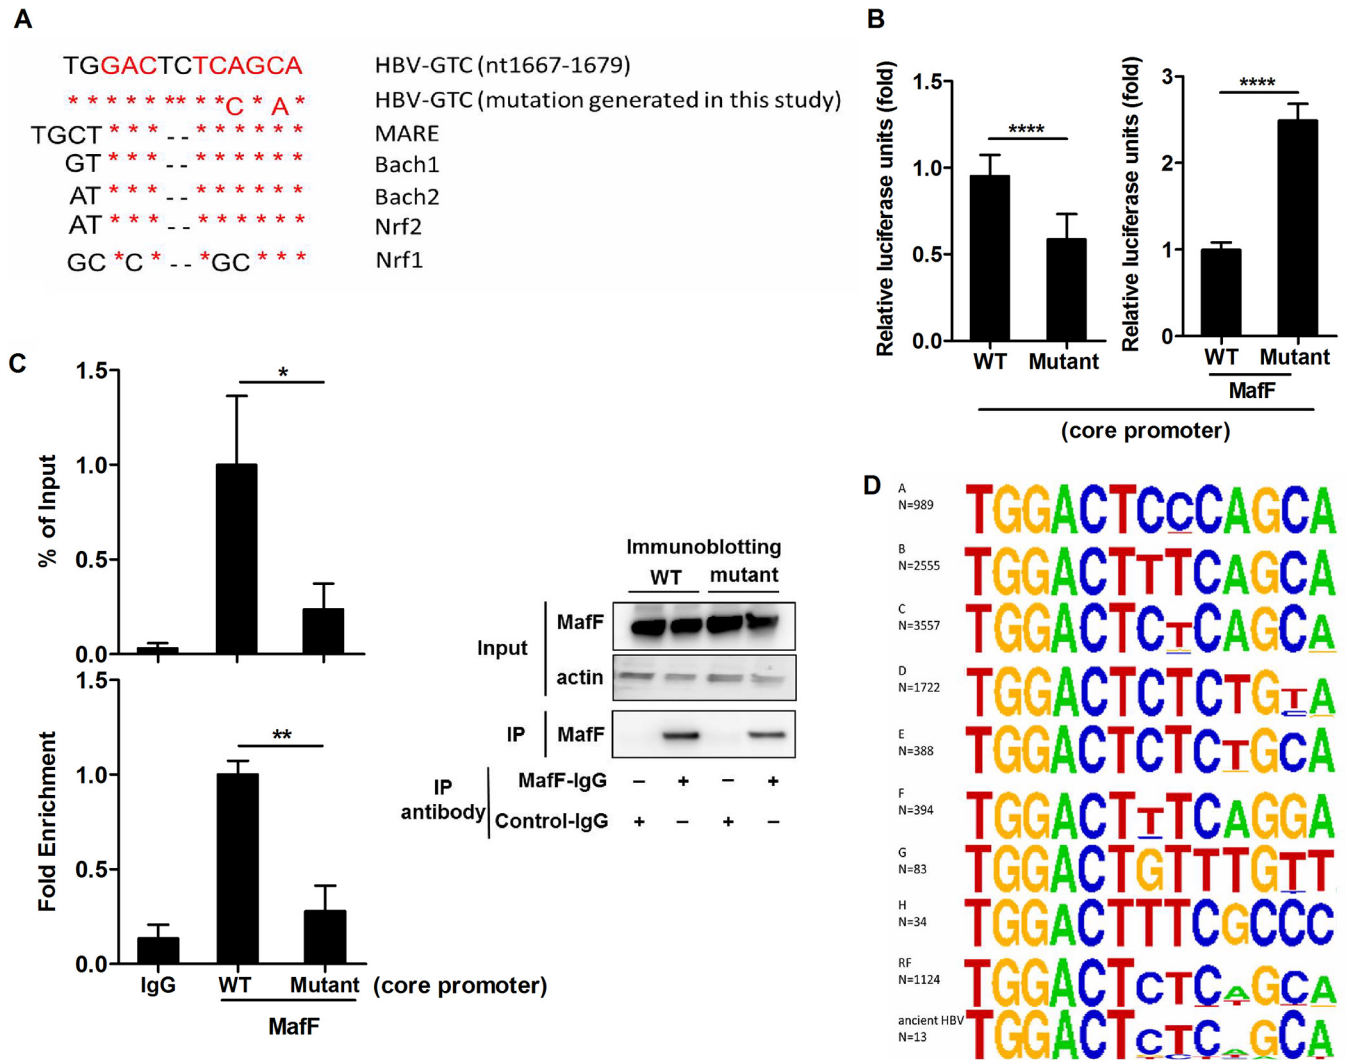 A
TGGACTCTCAGCA HBV-GTC (nt1667-1679)
* * * * * ** * *C * A * HBV-GTC (mutation generated in this study)
TGCT * * * - - * * * * * * MARE
GT * * * - - * * * * * * Bach1
AT * * * - - * * * * * * Bach2
AT * * * - - * * * * * * Nrf2
GC *C * - - *GC * * * Nrf1
B
Relative luciferase units (fold)
1.5
1.0
0.5
0.0
****
WT Mutant
Relative luciferase units (fold)
3
2
1
0
****
WT Mutant
MafF
(core promoter)
C
% of Input
1.5
1.0
0.5
0.0
*
Fold Enrichment
1.5
1.0
0.5
0.0
**
IgG WT Mutant (core promoter)
MafF
Immunoblotting
WT mutant
Input
MafF
actin
IP MafF
IP antibody
MafF-IgG – + – +
Control-IgG + – + –
D
A
N=989
TGGACTCCCAGCA
B
N=2555
TGGACTTTCAGCA
C
N=3557
TGGACTCTCAGCA
D
N=1722
TGGACTCTCTGTA
E
N=388
TGGACTCTCTGCA
F
N=394
TGGACTTTCAGGA
G
N=83
TGGACTGTTTGTT
H
N=34
TGGACTTTCGCCC
RF
N=1124
TGGACTCTCAGCA
ancient HBV
N=13
TGGACTCTCAGCA